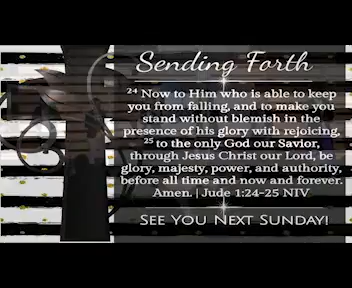 Sending Forth
24 Now to Him who is able to keep
you from falling, and to make you
stand without blemish in the
presence of his glory with rejoicing,
25 to the only God our Savior,
through Jesus Christ our Lord, be
glory, majesty, power, and authority,
before all time and now and forever.
Amen. | Jude 1:24-25 NIV
See You Next Sunday!